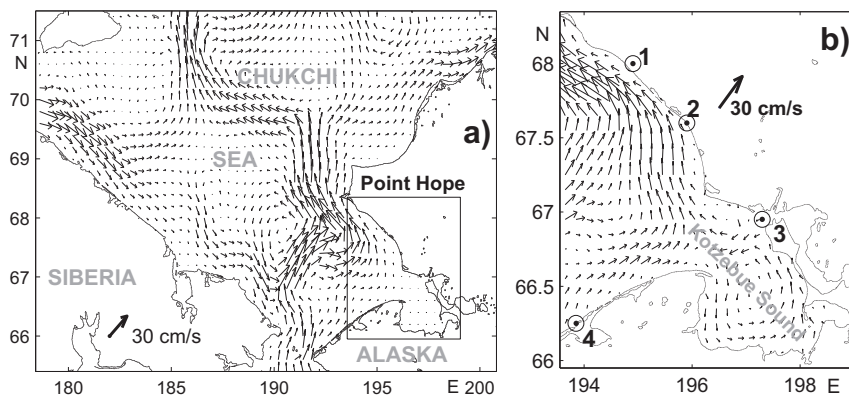 71
N
70
69
68
67
66
180
185
190
195
E
200
CHUKCHI
SEA
a)
Point Hope
SIBERIA
30 cm/s
ALASKA
N
68
67.5
67
66.5
66
194
196
198
E
b)
1
30 cm/s
2
3
Kotzebue Sound
4